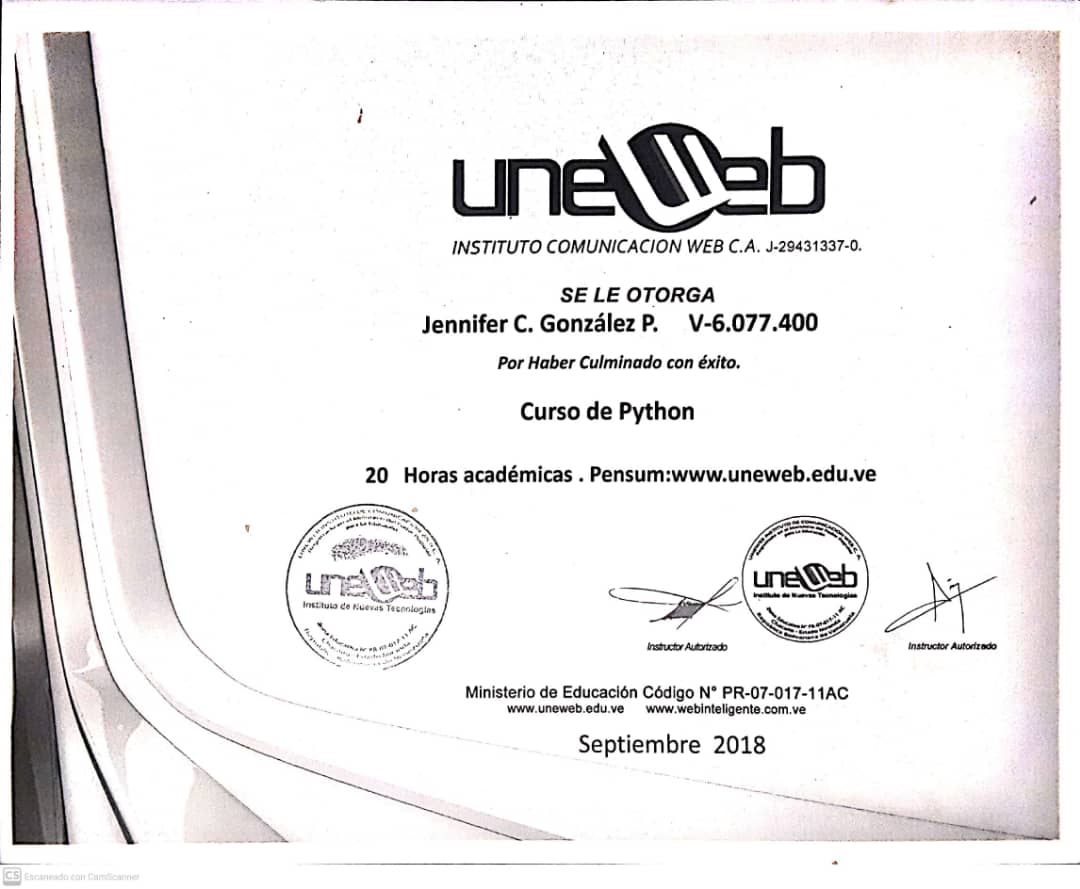 uneWeb
INSTITUTO COMUNICACION WEB C.A. J-29431337-0.
SE LE OTORGA
Jennifer C. González P. V-6.077.400
Por Haber Culminado con éxito.
Curso de Python
20 Horas académicas . Pensum:www.uneweb.edu.ve
uneWeb
Instituto de Nuevas Tecnologías
uneWeb
Instituto de Nuevas Tecnologías
Instructor Autorizado
Instructor Autorizado
Ministerio de Educación Código N° PR-07-017-11AC
www.uneweb.edu.ve www.webinteligente.com.ve
Septiembre 2018
CS Escaneado con CamScanner